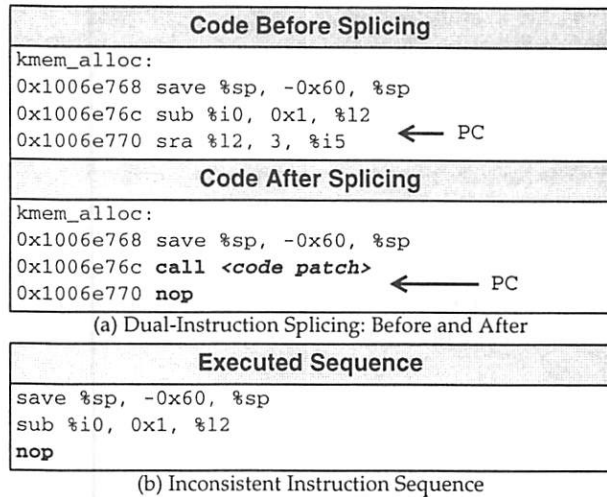 Code Before Splicing
kmem_alloc:
0x1006e768 save %sp, -0x60, %sp
0x1006e76c sub %i0, 0x1, %l2
0x1006e770 sra %l2, 3, %i5
PC
Code After Splicing
kmem_alloc:
0x1006e768 save %sp, -0x60, %sp
0x1006e76c call <code patch>
0x1006e770 nop
PC
(a) Dual-Instruction Splicing: Before and After
Executed Sequence
save %sp, -0x60, %sp
sub %i0, 0x1, %l2
nop
(b) Inconsistent Instruction Sequence